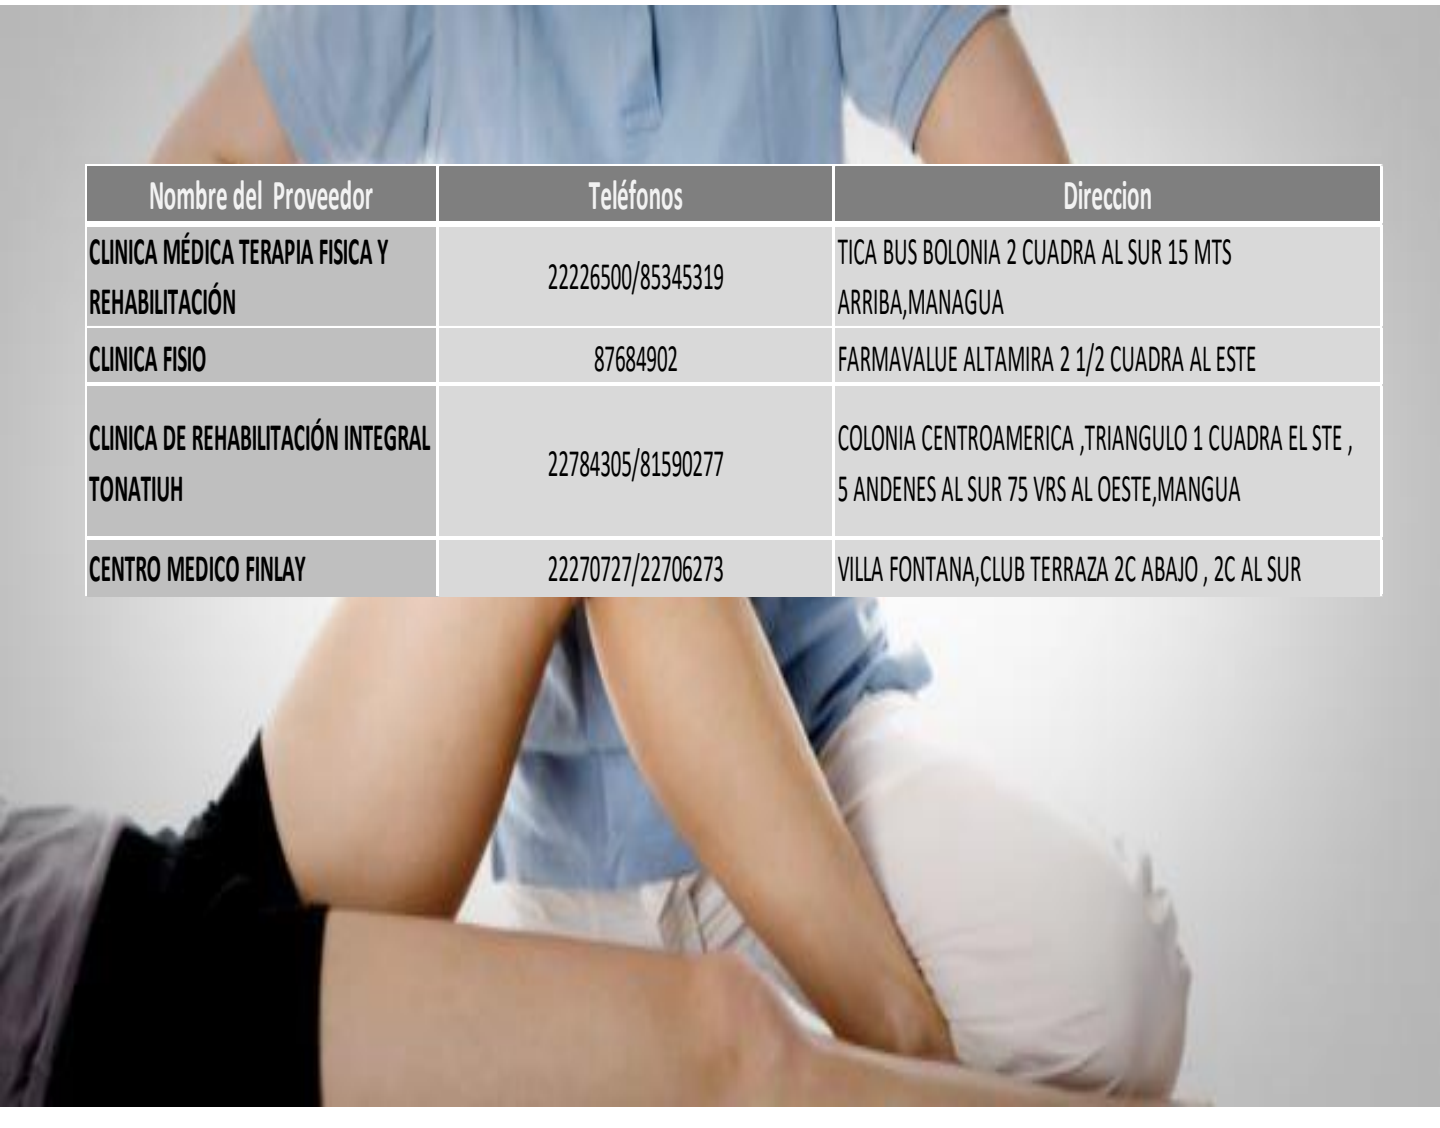 Nombre del Proveedor Teléfonos Direccion
CLINICA MÉDICA TERAPIA FISICA Y
REHABILITACIÓN
22226500/85345319
TICA BUS BOLONIA 2 CUADRA AL SUR 15 MTS
ARRIBA,MANAGUA
CLINICA FISIO 87684902 FARMAVALUE ALTAMIRA 2 1/2 CUADRA AL ESTE
CLINICA DE REHABILITACIÓN INTEGRAL
TONATIUH
22784305/81590277
COLONIA CENTROAMERICA ,TRIANGULO 1 CUADRA EL STE ,
5 ANDENES AL SUR 75 VRS AL OESTE,MANGUA
CENTRO MEDICO FINLAY 22270727/22706273 VILLA FONTANA,CLUB TERRAZA 2C ABAJO , 2C AL SUR